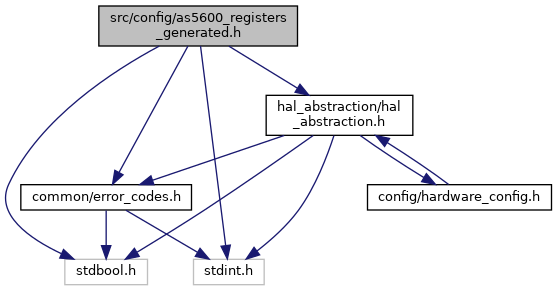 src/config/as5600_registers
_generated.h
hal_abstraction/hal
_abstraction.h
common/error_codes.h
config/hardware_config.h
stdbool.h
stdint.h